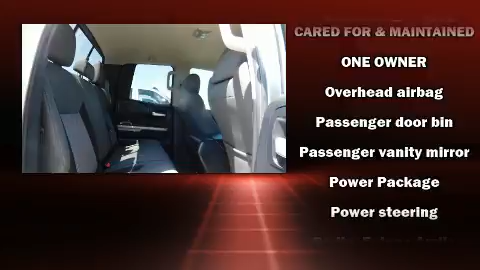 CARED FOR & MAINTAINED
ONE OWNER
Overhead airbag
Passenger door bin
Passenger vanity mirror
Power Package
Power steering